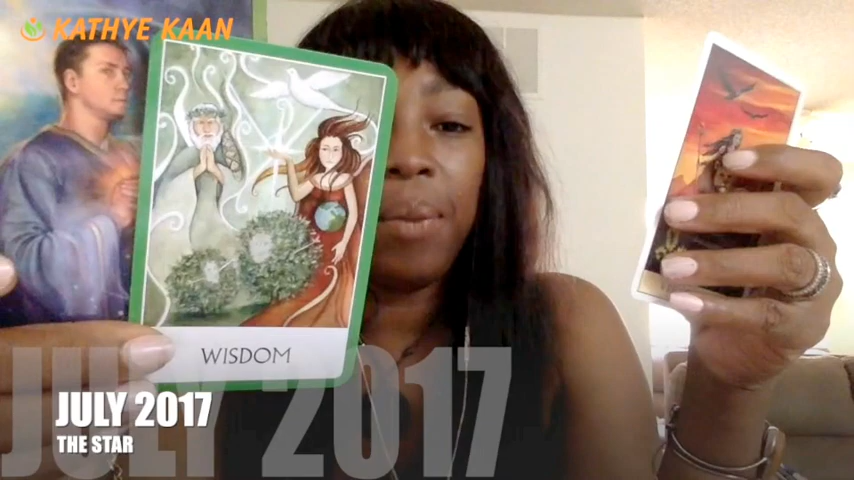 KATHYE KAAN
WISDOM
JULY 2017
JULY 2017
THE STAR